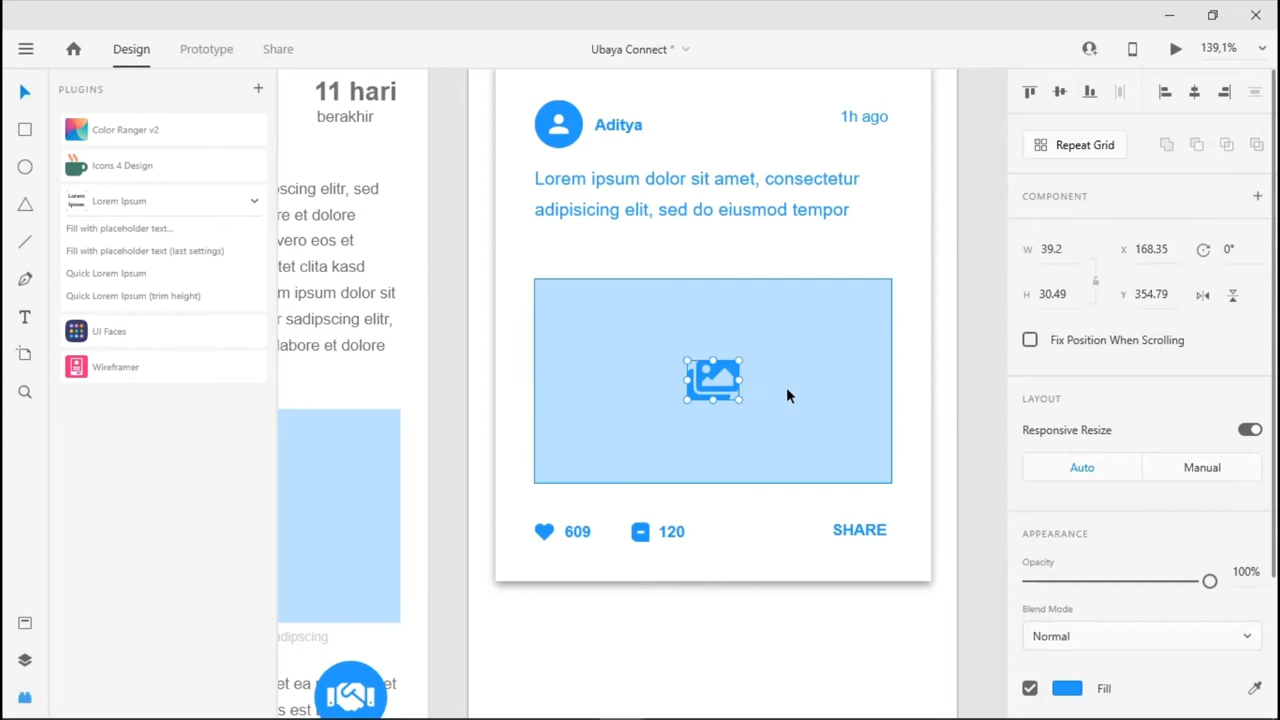 Design
Prototype
Share
Ubaya Connect *
139,1%
PLUGINS
+
Color Ranger v2
Icons 4 Design
Lorem Ipsum
Lorem Ipsum
Fill with placeholder text...
Fill with placeholder text (last settings)
Quick Lorem Ipsum
Quick Lorem Ipsum (trim height)
UI Faces
Wireframer
11 hari
berakhir
scing elitr, sed
re et dolore
vero eos et
tet clita kasd
m ipsum dolor sit
r sadipscing elitr,
labore et dolore
adipscing
et ea
et
s est
Aditya
1h ago
Lorem ipsum dolor sit amet, consectetur
adipisicing elit, sed do eiusmod tempor
609
120
SHARE
Repeat Grid
COMPONENT
+
W 39.2
X 168.35
0°
H 30.49
Y 354.79
Fix Position When Scrolling
LAYOUT
Responsive Resize
Auto
Manual
APPEARANCE
Opacity
100%
Blend Mode
Normal
Fill